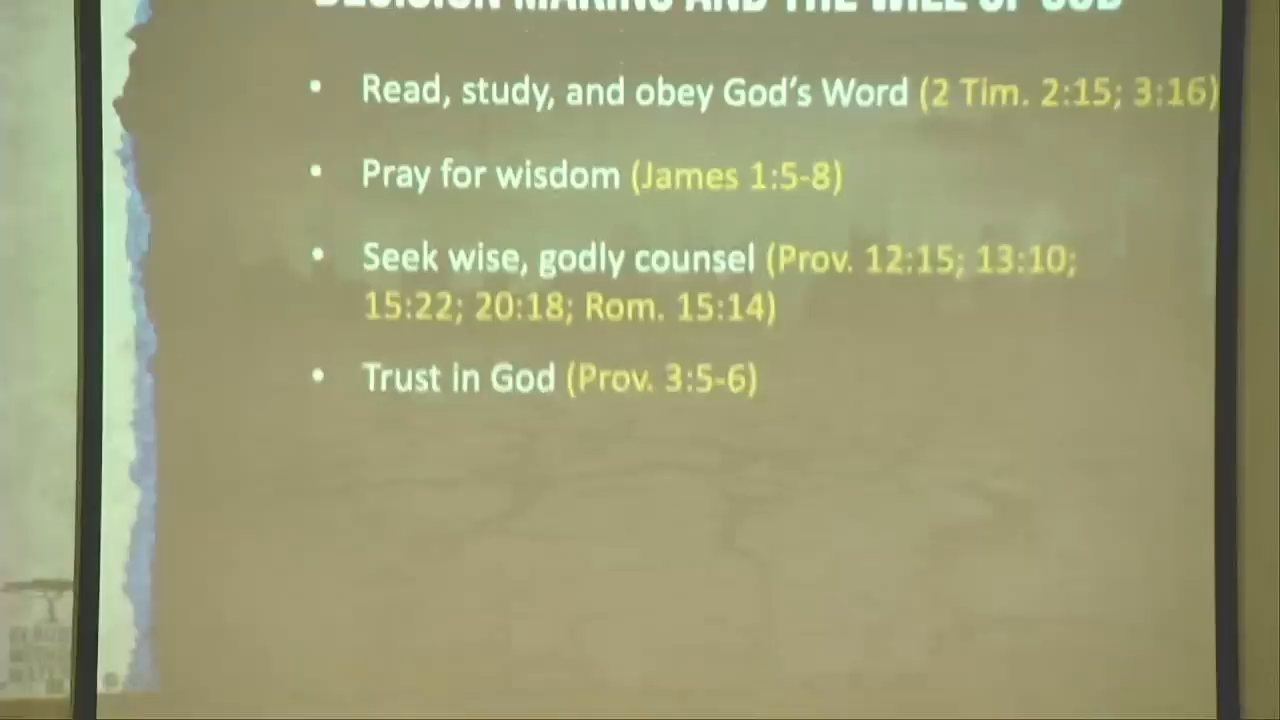 DECISION MAKING AND THE WILL OF GOD
• Read, study, and obey God's Word (2 Tim. 2:15; 3:16)
• Pray for wisdom (James 1:5-8)
• Seek wise, godly counsel (Prov. 12:15; 13:10;
15:22; 20:18; Rom. 15:14)
• Trust in God (Prov. 3:5-6)